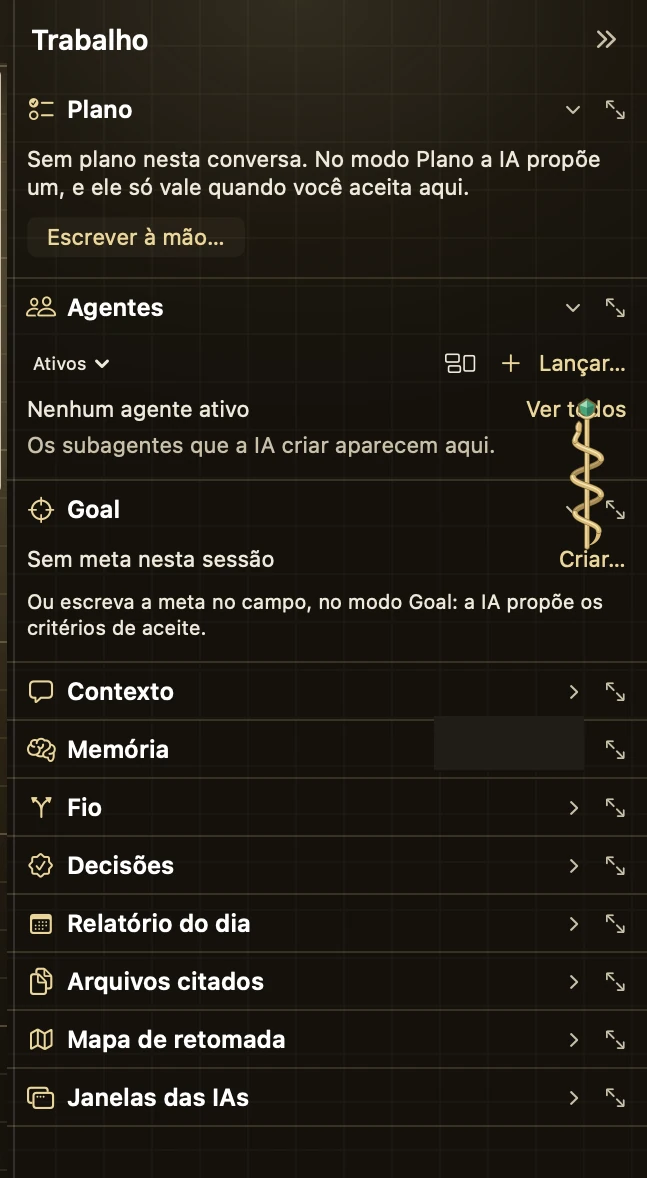 Trabalho
Plano
Sem plano nesta conversa. No modo Plano a IA propõe
um, e ele só vale quando você aceita aqui.
Escrever à mão...
Agentes
Ativos
Lançar...
Nenhum agente ativo
Ver todos
Os subagentes que a IA criar aparecem aqui.
Goal
Sem meta nesta sessão
Criar...
Ou escreva a meta no campo, no modo Goal: a IA propõe os
critérios de aceite.
Contexto
Memória
Fio
Decisões
Relatório do dia
Arquivos citados
Mapa de retomada
Janelas das IAs